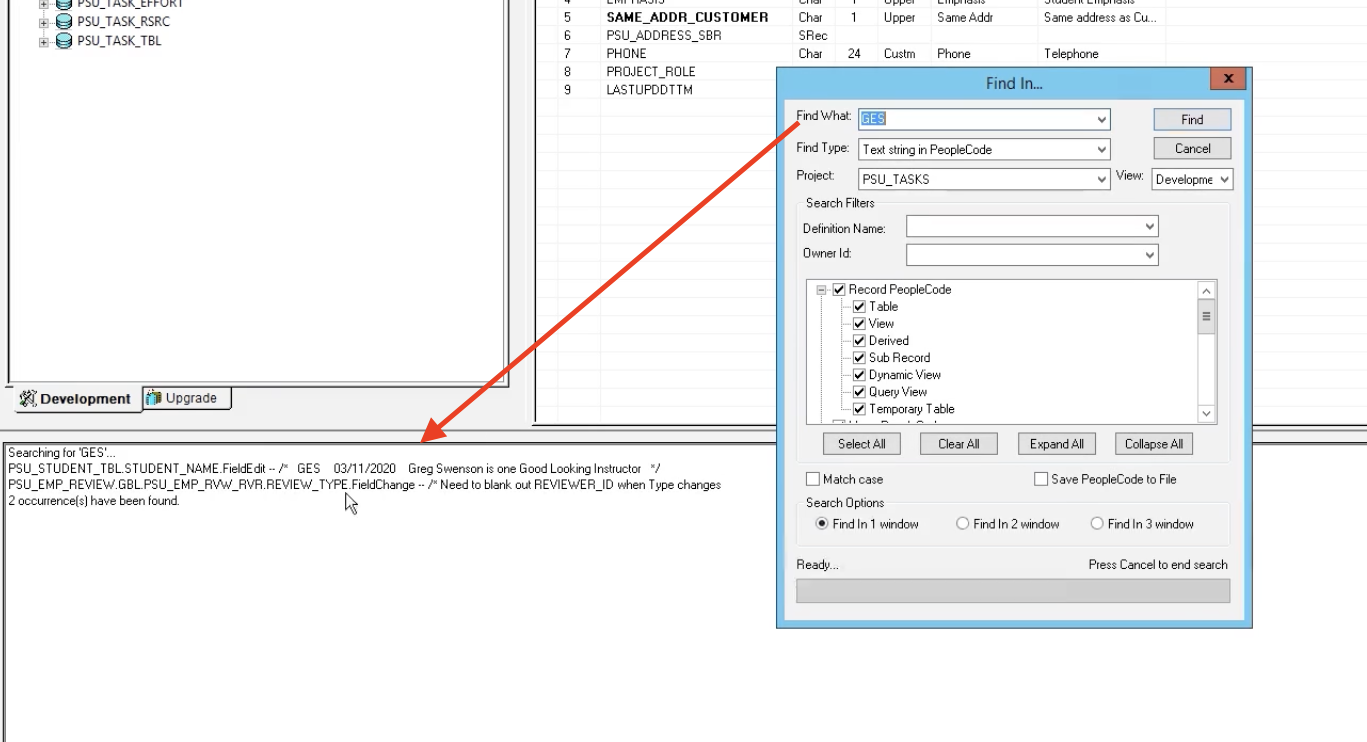 PSU_TASK_EFFORT
PSU_TASK_RSRC
PSU_TASK_TBL
Development
Upgrade
4 EMPHASIS Char 1 Upper Emphasis Student Emphasis
5 SAME_ADDR_CUSTOMER Char 1 Upper Same Addr Same address as Cu...
6 PSU_ADDRESS_SBR SRec
7 PHONE Char 24 Custm Phone Telephone
8 PROJECT_ROLE
9 LASTUPDDTTM
Find In...
x
Find What: GES Find
Find Type: Text string in PeopleCode Cancel
Project: PSU_TASKS View: Developme
Search Filters
Definition Name:
Owner Id:
Record PeopleCode
Table
View
Derived
Sub Record
Dynamic View
Query View
Temporary Table
Select All Clear All Expand All Collapse All
Match case Save PeopleCode to File
Search Options
Find In 1 window Find In 2 window Find In 3 window
Ready... Press Cancel to end search
Searching for 'GES'...
PSU_STUDENT_TBL.STUDENT_NAME.FieldEdit -- /* GES 03/11/2020 Greg Swenson is one Good Looking Instructor */
PSU_EMP_REVIEW.GBL.PSU_EMP_RVW_RVR.REVIEW_TYPE.FieldChange -- /* Need to blank out REVIEWER_ID when Type changes
2 occurrence(s) have been found.